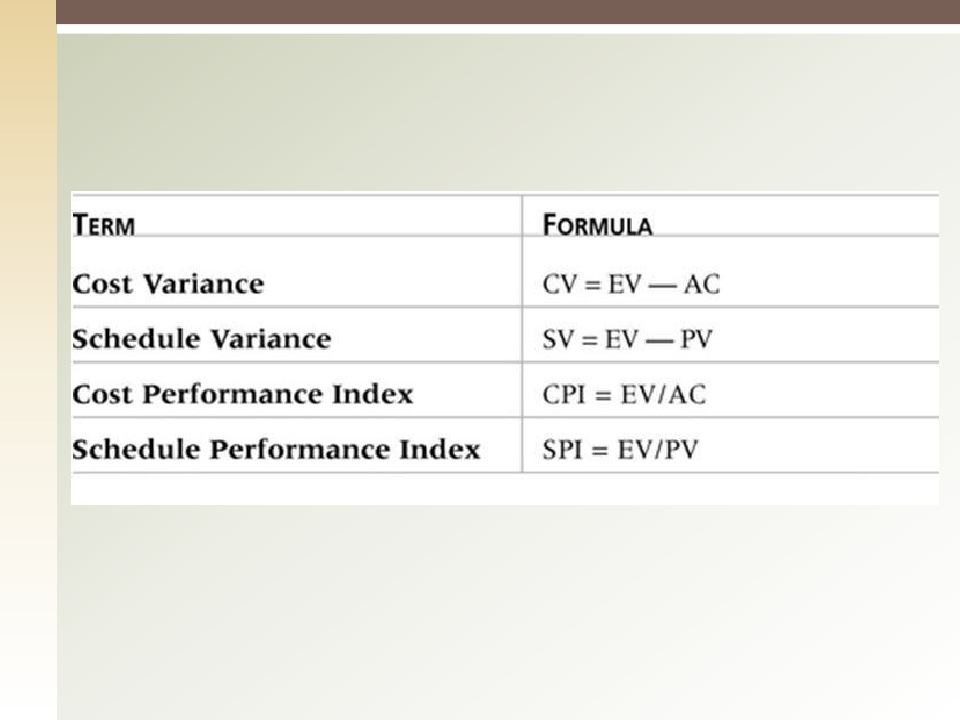 TERM FORMULA
Cost Variance CV = EV — AC
Schedule Variance SV = EV — PV
Cost Performance Index CPI = EV/AC
Schedule Performance Index SPI = EV/PV